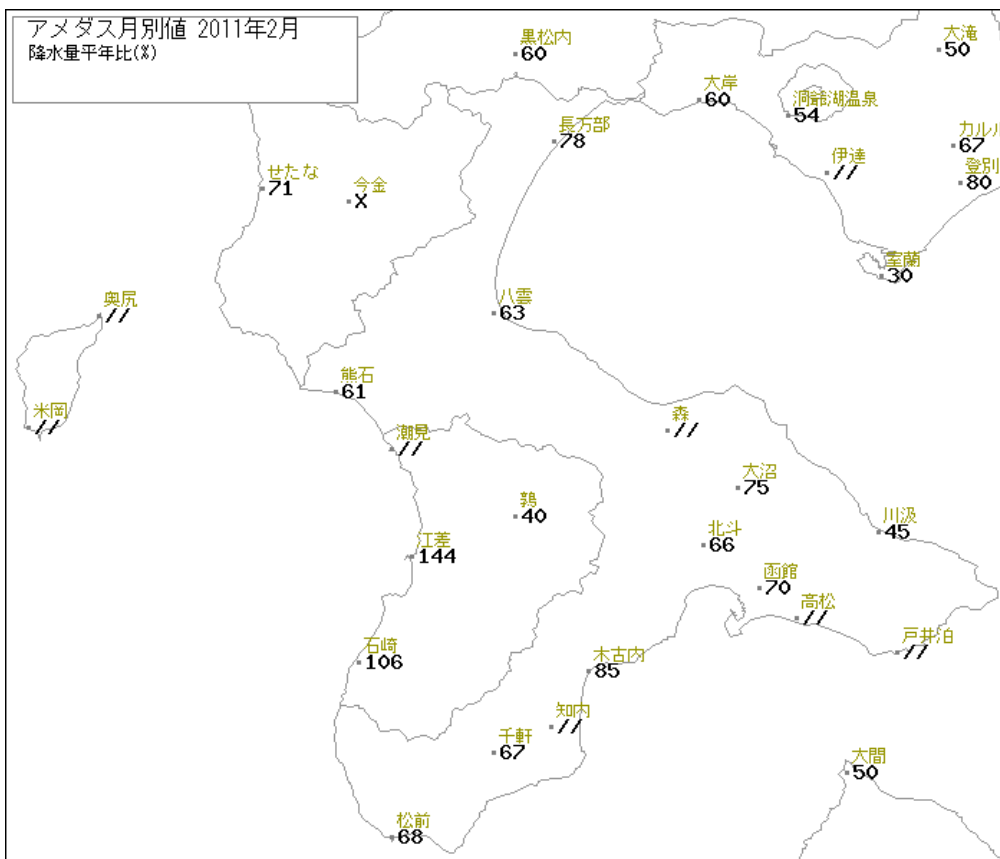 アメダス月別値 2011年2月
降水量平年比(%)
黒松内
60
大滝
50
大岸
60
洞爺湖温泉
54
長万部
78
カルル
67
伊達
//
登別
80
せたな
71
今金
X
室蘭
30
奥尻
//
八雲
63
熊石
61
米岡
//
潮見
//
森
//
大沼
75
鶉
40
川汲
45
北斗
66
江差
144
函館
70
高松
//
戸井泊
//
石崎
106
木古内
85
知内
//
千軒
67
大間
50
松前
68